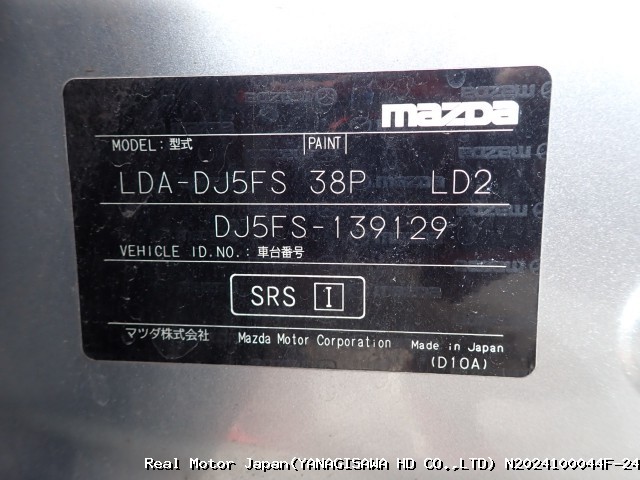 mazda
MODEL: 型式 PAINT
LDA-DJ5FS 38P LD2
DJ5FS-139129
VEHICLE ID.NO.: 車台番号
SRS I
マツダ株式会社 Mazda Motor Corporation Made in Japan
(D10A)
Real Motor Japan(YANAGISAWA HD CO.,LTD) N2024100044F-24